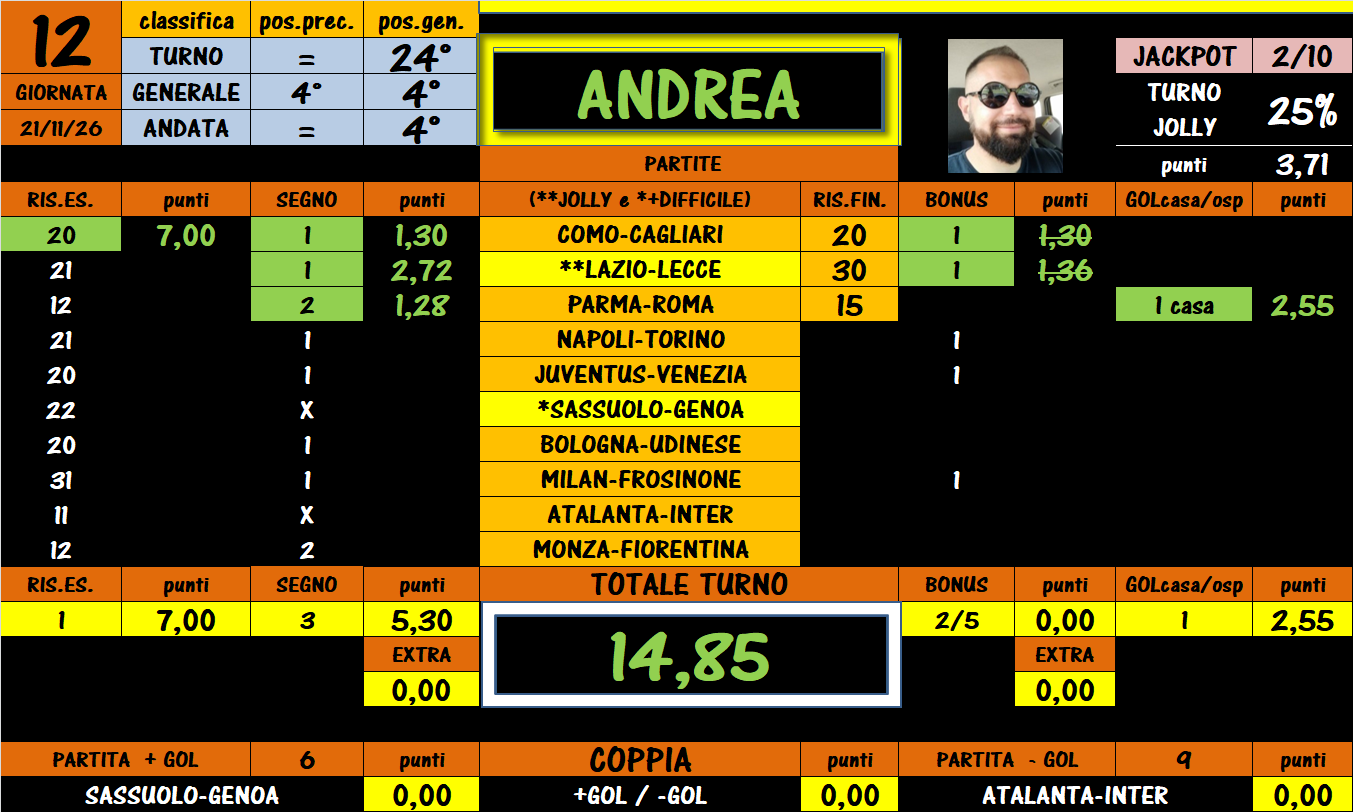 12 classifica pos.prec. pos.gen.
TURNO = 24° ANDREA JACKPOT 2/10
GIORNATA GENERALE 4° 4° TURNO JOLLY 25%
21/11/26 ANDATA = 4°
PARTITE punti 3,71
RIS.ES. punti SEGNO punti (**JOLLY e *+DIFFICILE) RIS.FIN. BONUS punti GOLcasa/osp punti
20 7,00 1 1,30 COMO-CAGLIARI 20 1 1,30
21 1 2,72 **LAZIO-LECCE 30 1 1,36
12 2 1,28 PARMA-ROMA 15 1 casa 2,55
21 1 NAPOLI-TORINO 1
20 1 JUVENTUS-VENEZIA 1
22 X *SASSUOLO-GENOA
20 1 BOLOGNA-UDINESE
31 1 MILAN-FROSINONE 1
11 X ATALANTA-INTER
12 2 MONZA-FIORENTINA
RIS.ES. punti SEGNO punti TOTALE TURNO BONUS punti GOLcasa/osp punti
1 7,00 3 5,30 14,85 2/5 0,00 1 2,55
EXTRA EXTRA
0,00 0,00
PARTITA + GOL 6 punti COPPIA punti PARTITA - GOL 9 punti
SASSUOLO-GENOA 0,00 +GOL / -GOL 0,00 ATALANTA-INTER 0,00